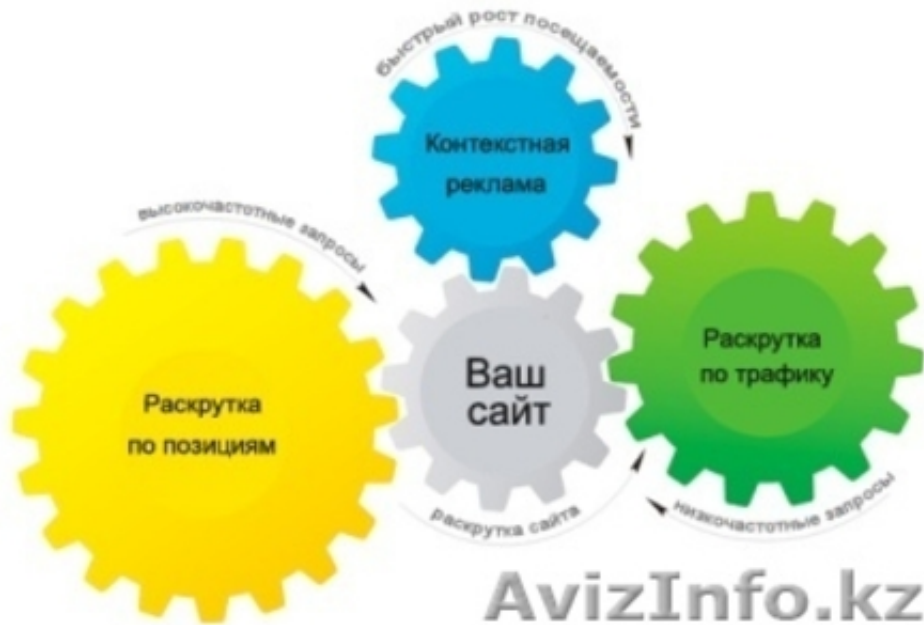 быстрый рост посещаемости
Контекстная
реклама
высокочастотные запросы
Раскрутка
по позициям
Ваш
сайт
Раскрутка
по трафику
раскрутка сайта
низкочастотные запросы
AvizInfo.kz